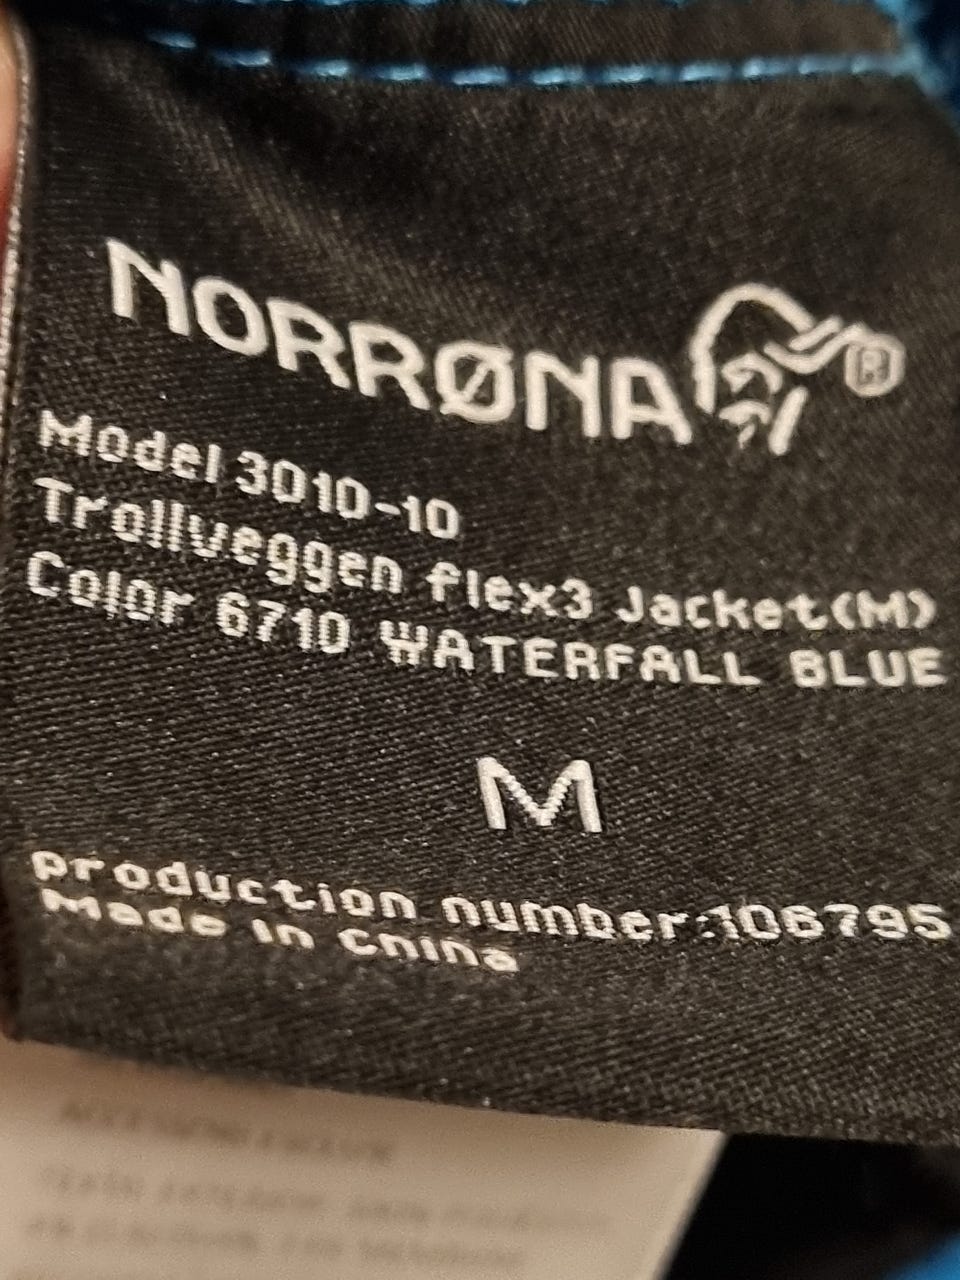 NORRØNA®
Model 3010-10
Trollveggen flex3 Jacket(M)
Color 6710 WATERFALL BLUE
M
production number:106795
Made in China